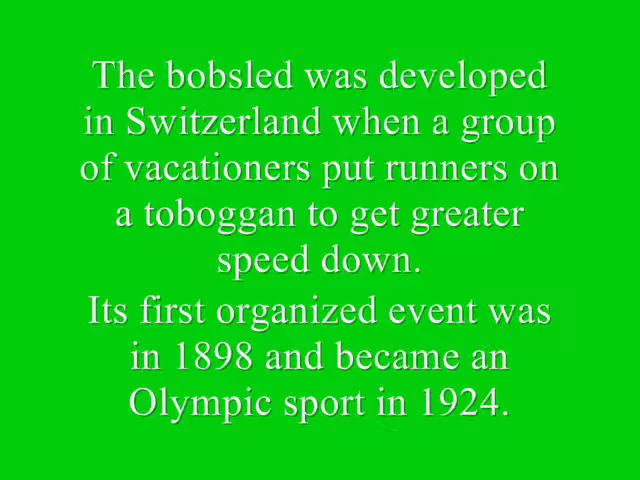 The bobsled was developed
in Switzerland when a group
of vacationers put runners on
a toboggan to get greater
speed down.
Its first organized event was
in 1898 and became an
Olympic sport in 1924.